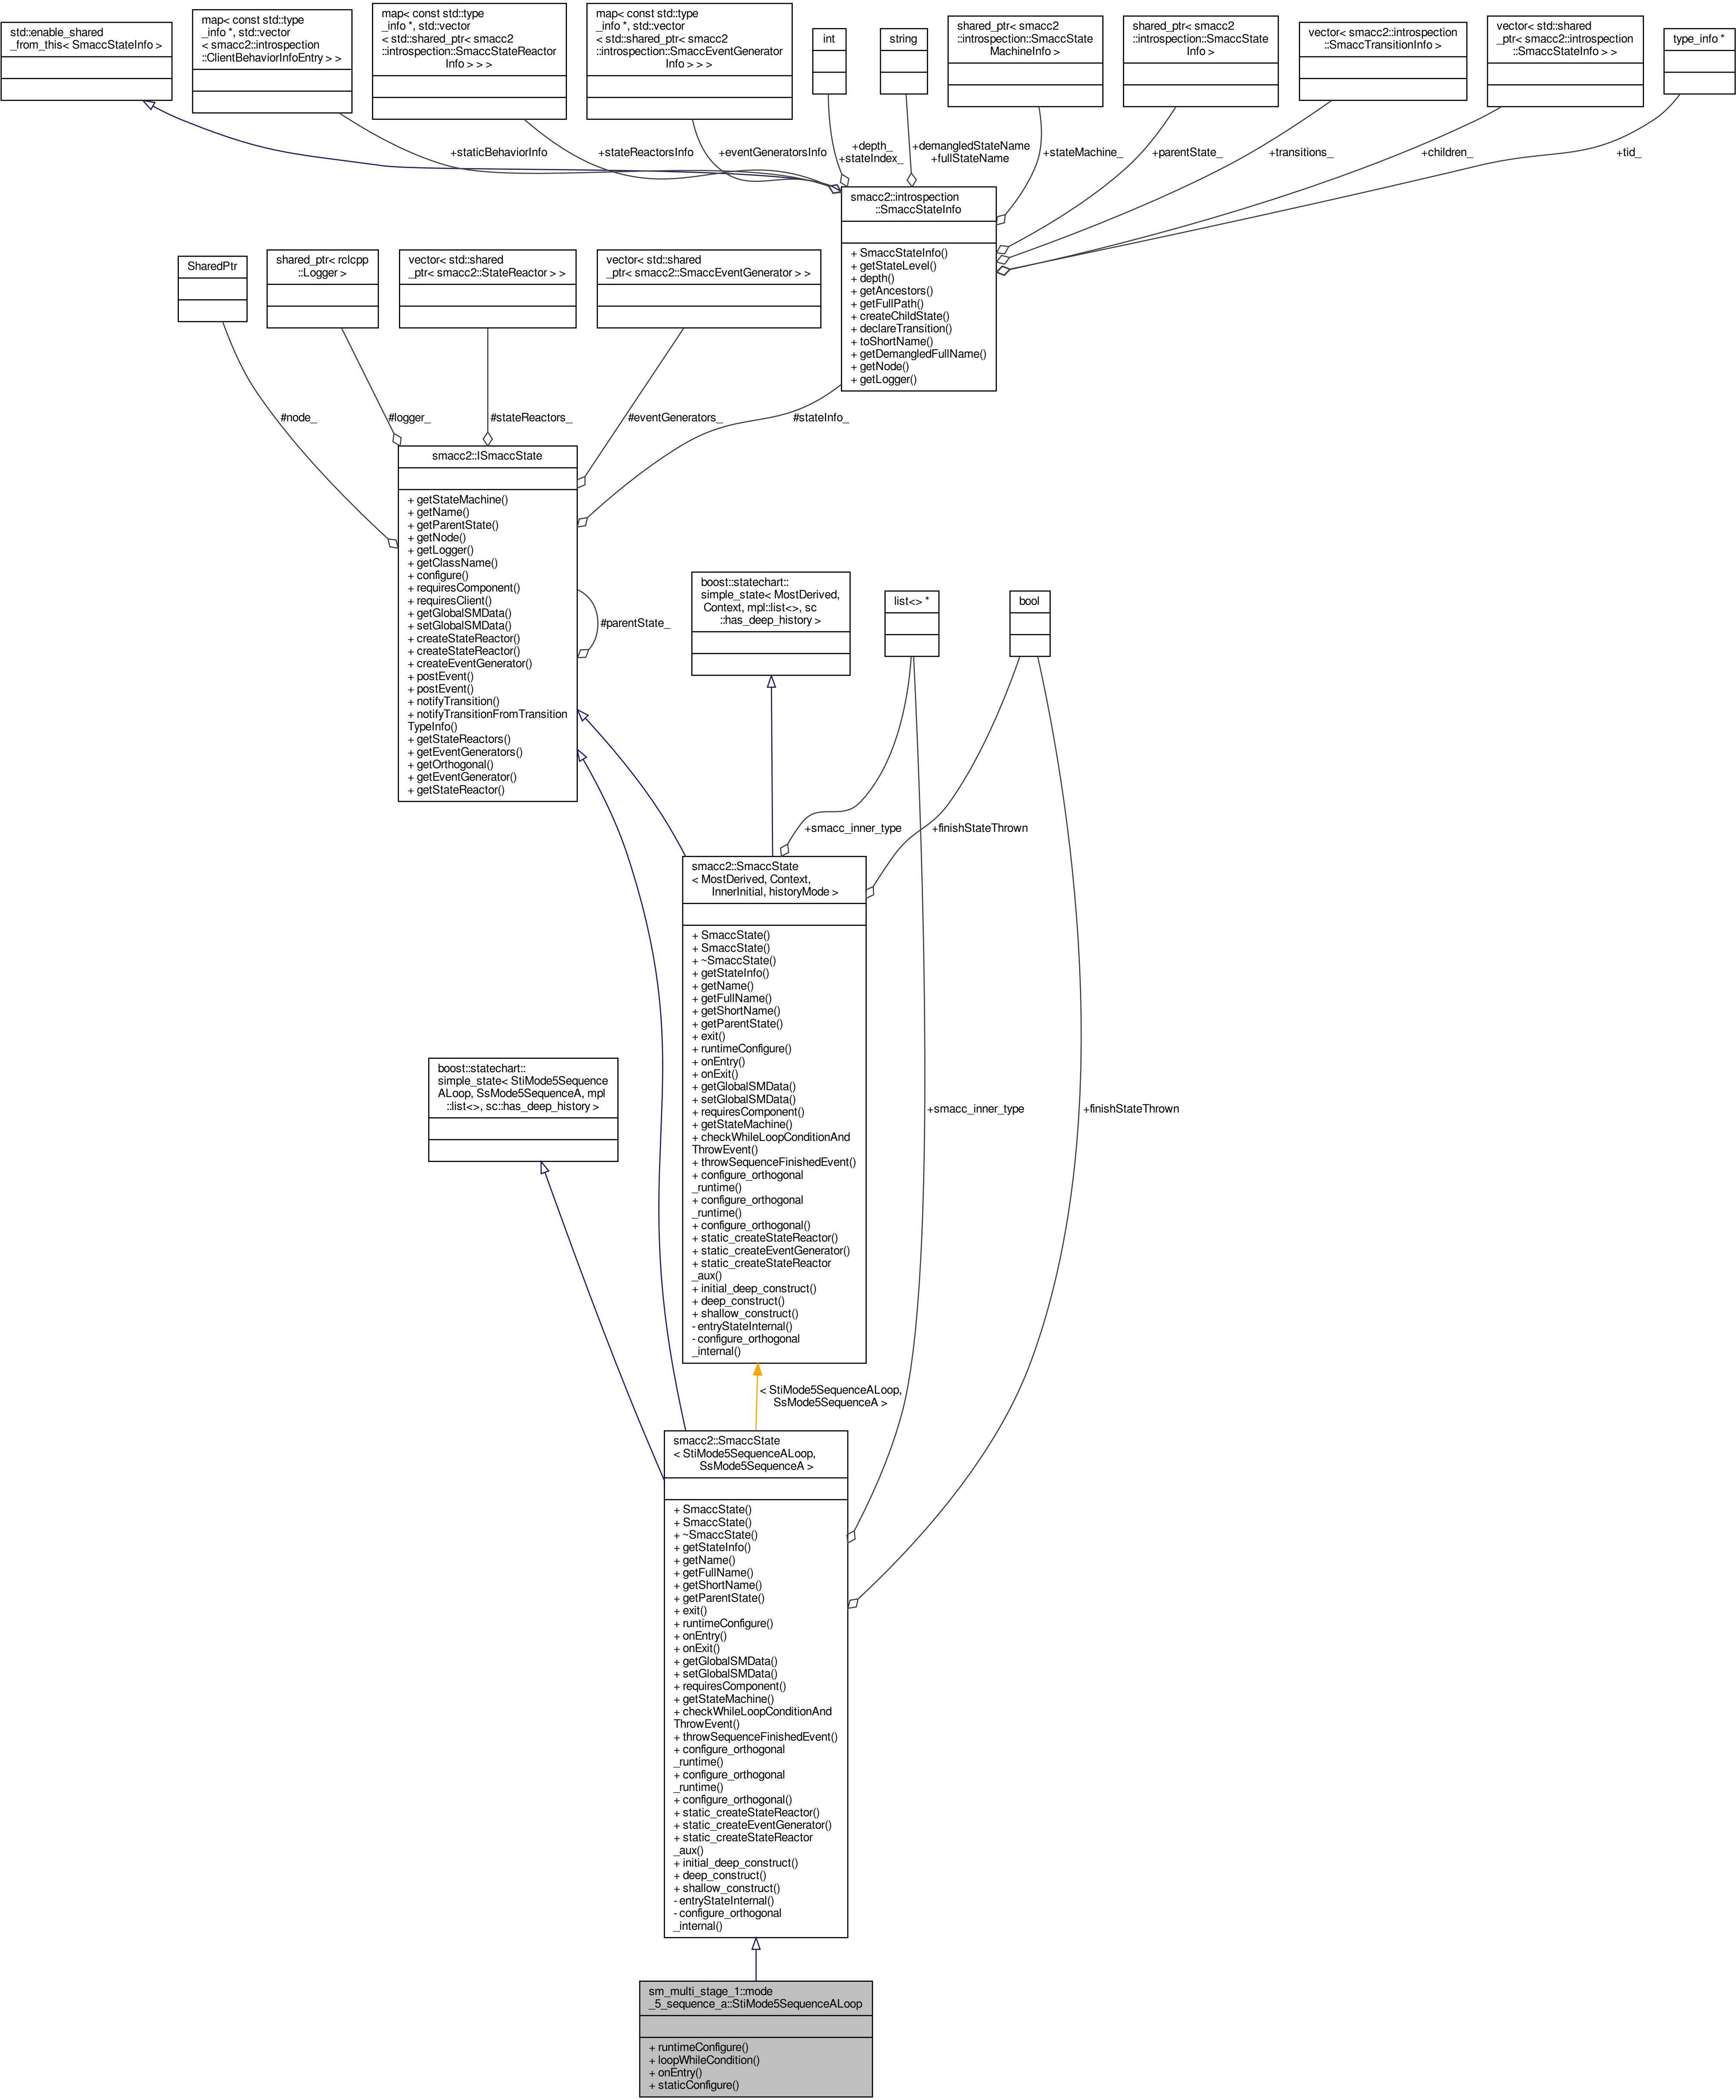 std::enable_shared
_from_this< SmaccStateInfo >
map< const std::type
_info *, std::vector
< smacc2::introspection
::ClientBehaviorInfoEntry > >
map< const std::type
_info *, std::vector
< std::shared_ptr< smacc2
::introspection::SmaccStateReactor
Info > > >
map< const std::type
_info *, std::vector
< std::shared_ptr< smacc2
::introspection::SmaccEventGenerator
Info > > >
int
string
shared_ptr< smacc2
::introspection::SmaccState
MachineInfo >
shared_ptr< smacc2
::introspection::SmaccState
Info >
vector< smacc2::introspection
::SmaccTransitionInfo >
vector< std::shared
_ptr< smacc2::introspection
::SmaccStateInfo > >
type_info *
+staticBehaviorInfo
+stateReactorsInfo
+eventGeneratorsInfo
+depth_
+stateIndex_
+demangledStateName
+fullStateName
+stateMachine_
+parentState_
+transitions_
+children_
+tid_
smacc2::introspection
::SmaccStateInfo
+ SmaccStateInfo()
+ getStateLevel()
+ depth()
+ getAncestors()
+ getFullPath()
+ createChildState()
+ declareTransition()
+ toShortName()
+ getDemangledFullName()
+ getNode()
+ getLogger()
SharedPtr
shared_ptr< rclcpp
::Logger >
vector< std::shared
_ptr< smacc2::StateReactor > >
vector< std::shared
_ptr< smacc2::SmaccEventGenerator > >
#node_
#logger_
#stateReactors_
#eventGenerators_
#stateInfo_
smacc2::ISmaccState
+ getStateMachine()
+ getName()
+ getParentState()
+ getNode()
+ getLogger()
+ getClassName()
+ configure()
+ requiresComponent()
+ requiresClient()
+ getGlobalSMData()
+ setGlobalSMData()
+ createStateReactor()
+ createStateReactor()
+ createEventGenerator()
+ postEvent()
+ postEvent()
+ notifyTransition()
+ notifyTransitionFromTransition
TypeInfo()
+ getStateReactors()
+ getEventGenerators()
+ getOrthogonal()
+ getEventGenerator()
+ getStateReactor()
#parentState_
boost::statechart::
simple_state< MostDerived,
Context, mpl::list<>, sc
::has_deep_history >
list<> *
bool
+smacc_inner_type
+finishStateThrown
smacc2::SmaccState
< MostDerived, Context,
InnerInitial, historyMode >
+ SmaccState()
+ SmaccState()
+ ~SmaccState()
+ getStateInfo()
+ getName()
+ getFullName()
+ getShortName()
+ getParentState()
+ exit()
+ runtimeConfigure()
+ onEntry()
+ onExit()
+ getGlobalSMData()
+ setGlobalSMData()
+ requiresComponent()
+ getStateMachine()
+ checkWhileLoopConditionAnd
ThrowEvent()
+ throwSequenceFinishedEvent()
+ configure_orthogonal
_runtime()
+ configure_orthogonal
_runtime()
+ configure_orthogonal()
+ static_createStateReactor()
+ static_createEventGenerator()
+ static_createStateReactor
_aux()
+ initial_deep_construct()
+ deep_construct()
+ shallow_construct()
- entryStateInternal()
- configure_orthogonal
_internal()
boost::statechart::
simple_state< StiMode5Sequence
ALoop, SsMode5SequenceA, mpl
::list<>, sc::has_deep_history >
+smacc_inner_type
+finishStateThrown
< StiMode5SequenceALoop,
SsMode5SequenceA >
smacc2::SmaccState
< StiMode5SequenceALoop,
SsMode5SequenceA >
+ SmaccState()
+ SmaccState()
+ ~SmaccState()
+ getStateInfo()
+ getName()
+ getFullName()
+ getShortName()
+ getParentState()
+ exit()
+ runtimeConfigure()
+ onEntry()
+ onExit()
+ getGlobalSMData()
+ setGlobalSMData()
+ requiresComponent()
+ getStateMachine()
+ checkWhileLoopConditionAnd
ThrowEvent()
+ throwSequenceFinishedEvent()
+ configure_orthogonal
_runtime()
+ configure_orthogonal
_runtime()
+ configure_orthogonal()
+ static_createStateReactor()
+ static_createEventGenerator()
+ static_createStateReactor
_aux()
+ initial_deep_construct()
+ deep_construct()
+ shallow_construct()
- entryStateInternal()
- configure_orthogonal
_internal()
sm_multi_stage_1::mode
_5_sequence_a::StiMode5SequenceALoop
+ runtimeConfigure()
+ loopWhileCondition()
+ onEntry()
+ staticConfigure()